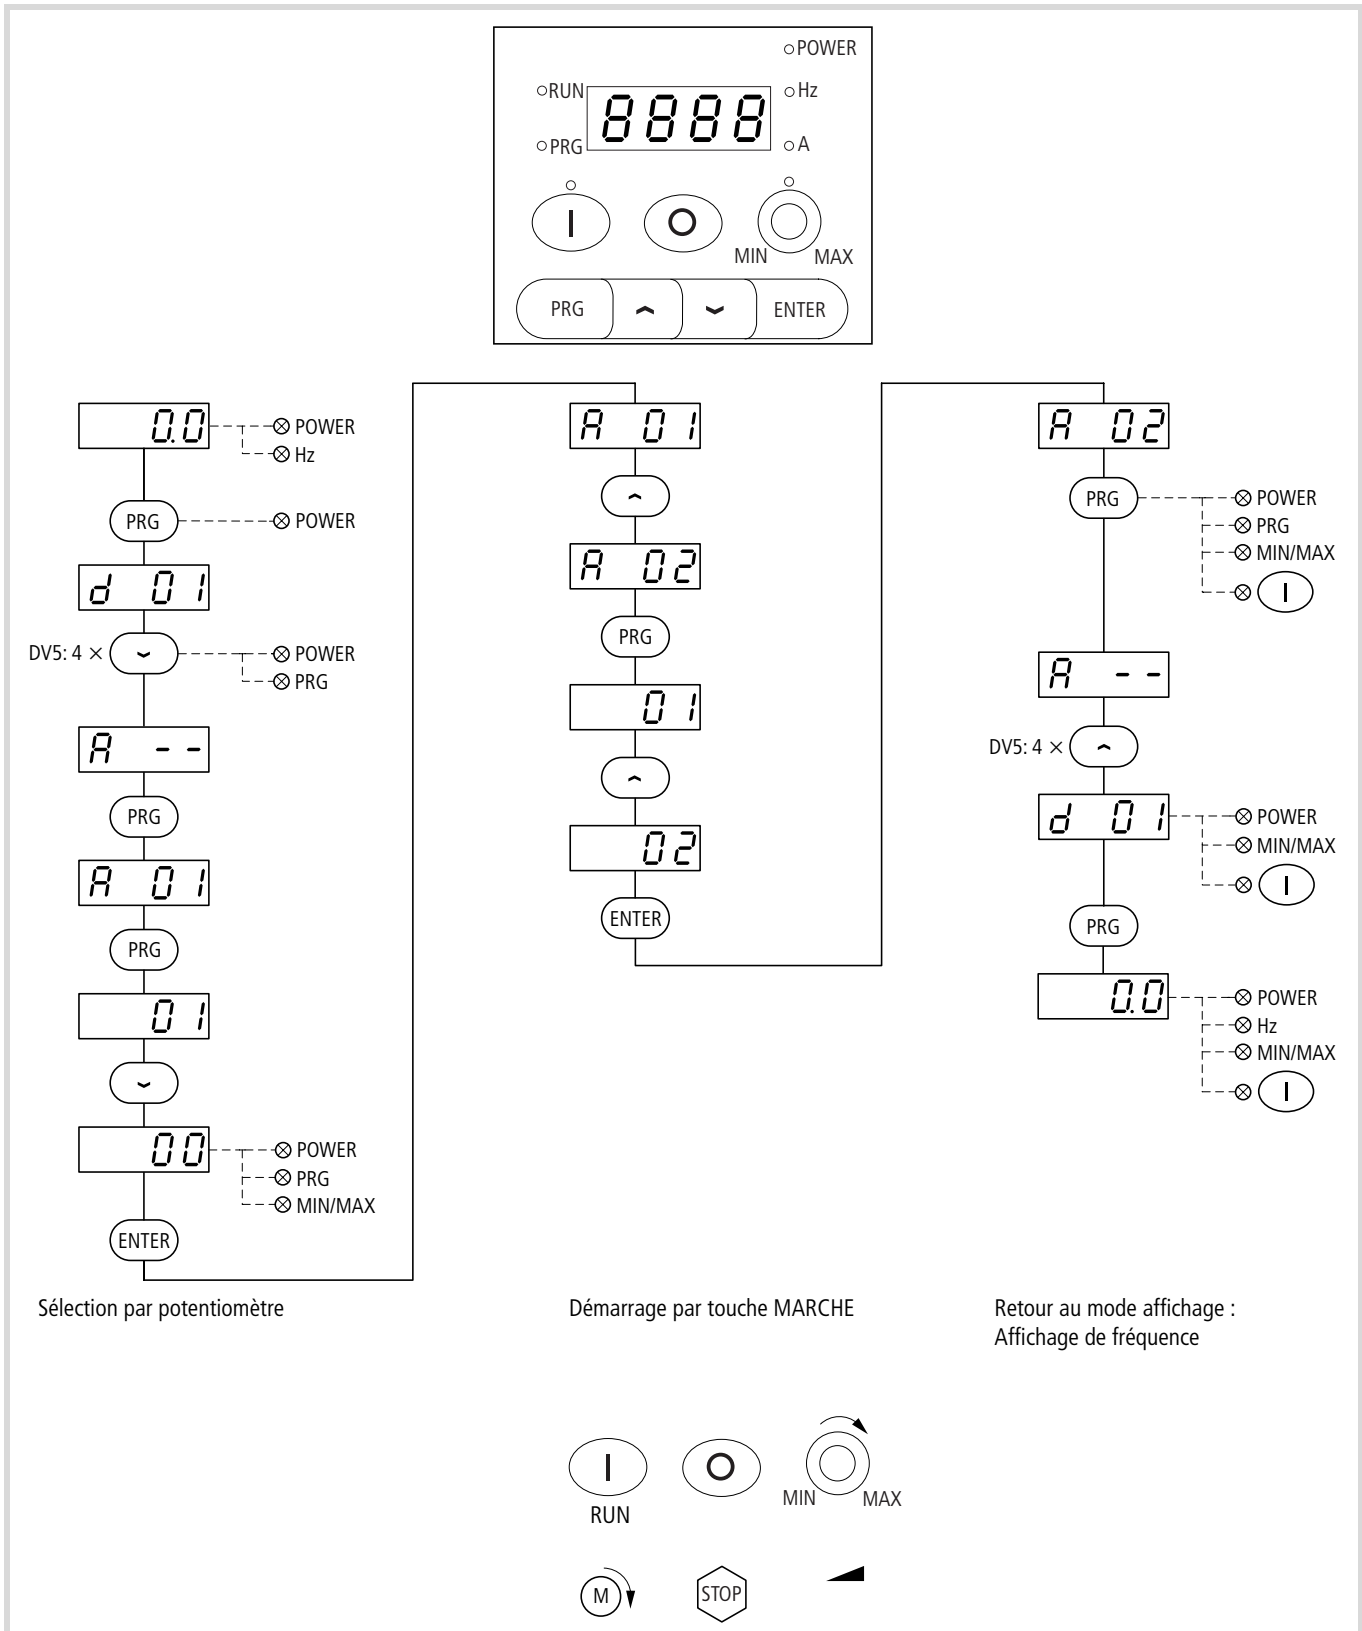 POWER
RUN 8888 Hz
PRG A
MIN MAX
PRG ENTER
0.0 POWER
Hz
PRG POWER
d 01
DV5: 4 × POWER
PRG
A --
PRG
A 01
PRG
01
00 POWER
PRG
MIN/MAX
ENTER
Sélection par potentiomètre
A 01
A 02
PRG
01
02
ENTER
Démarrage par touche MARCHE
A 02
PRG POWER
PRG
MIN/MAX
I
A --
DV5: 4 ×
d 01 POWER
MIN/MAX
I
PRG
0.0 POWER
Hz
MIN/MAX
I
Retour au mode affichage :
Affichage de fréquence
MIN MAX
RUN
M STOP